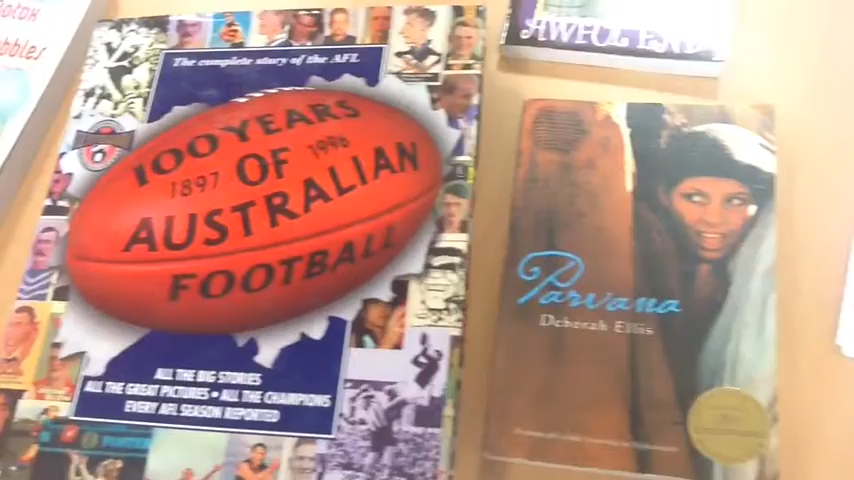 The complete story of the AFL
100 YEARS
1897 OF 1996
AUSTRALIAN
FOOTBALL
ALL THE BIG STORIES
ALL THE GREAT PICTURES • ALL THE CHAMPIONS
EVERY AFL SEASON REPORTED
AWFUL END
Parvana
Deborah Ellis